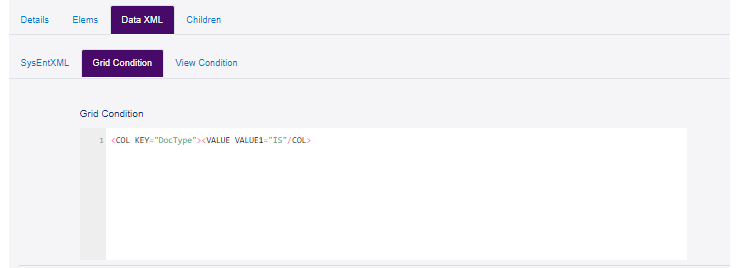 Details Elems Data XML Children
SysEntXML Grid Condition View Condition
Grid Condition
1 <COL KEY="DocType"><VALUE VALUE1="IS"/COL>